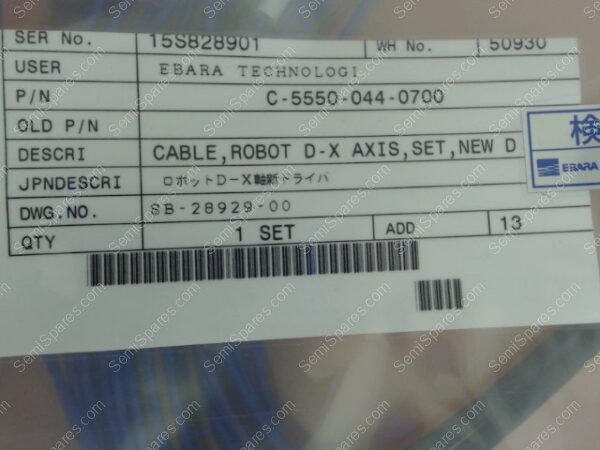 SER No. 15S828901 WH No. 50930
USER EBARA TECHNOLOGI
P/N C-5550-044-0700
OLD P/N
DESCRI CABLE,ROBOT D-X AXIS,SET,NEW D
JPNDESCRI ロボットD-X軸新ドライバ
DWG.NO. SB-28929-00
QTY 1 SET ADD 13
検
EBARA
SemiSpares.com